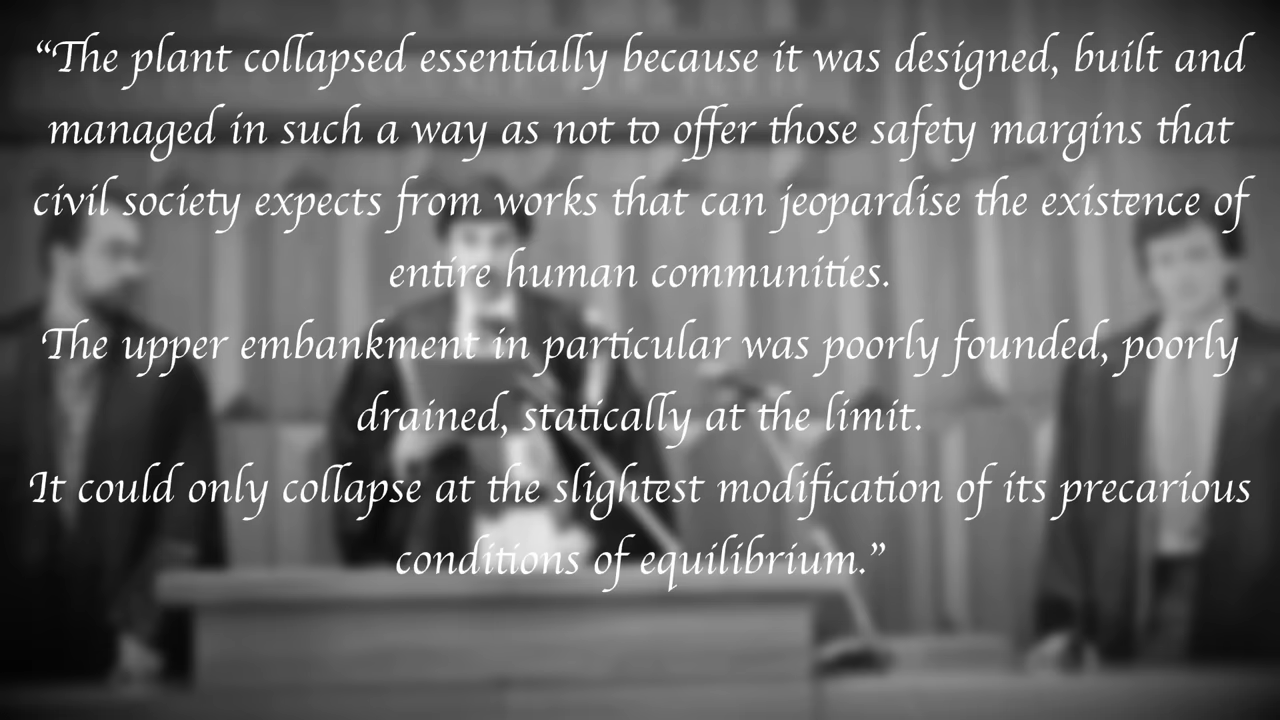 “The plant collapsed essentially because it was designed, built and
managed in such a way as not to offer those safety margins that
civil society expects from works that can jeopardise the existence of
entire human communities.
The upper embankment in particular was poorly founded, poorly
drained, statically at the limit.
It could only collapse at the slightest modification of its precarious
conditions of equilibrium.”